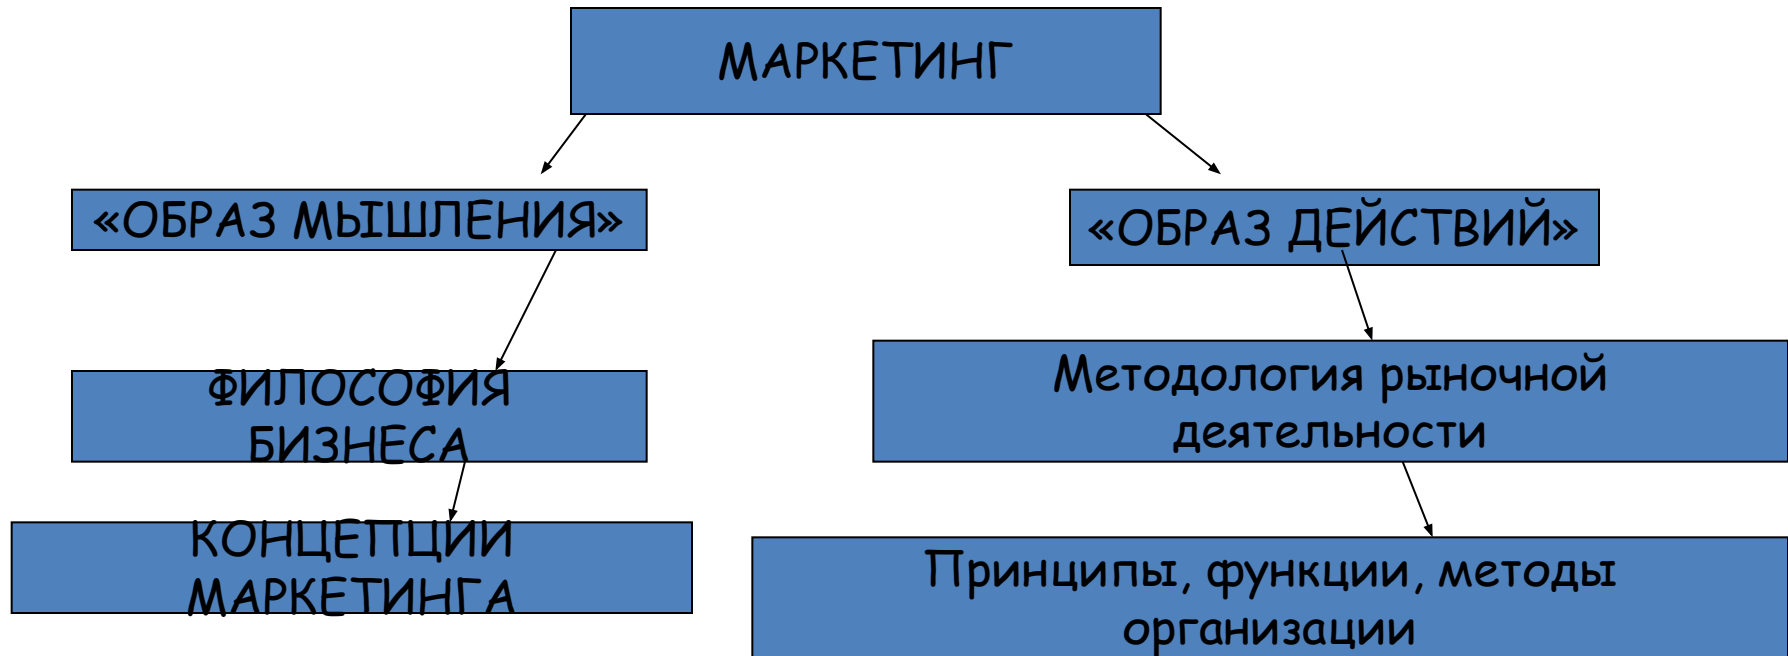 МАРКЕТИНГ
«ОБРАЗ МЫШЛЕНИЯ»
«ОБРАЗ ДЕЙСТВИЙ»
ФИЛОСОФИЯ
БИЗНЕСА
Методология рыночной
деятельности
КОНЦЕПЦИИ
МАРКЕТИНГА
Принципы, функции, методы
организации